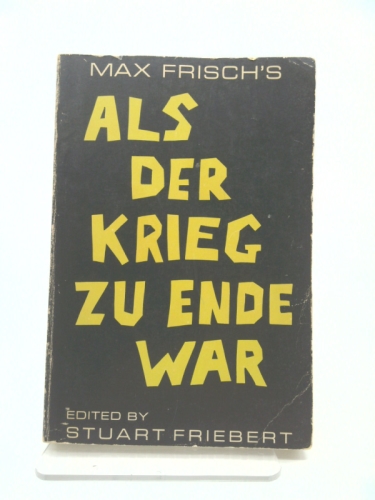 MAX FRISCH'S
ALS
DER
KRIEG
ZU ENDE
WAR
EDITED BY
STUART FRIEBERT